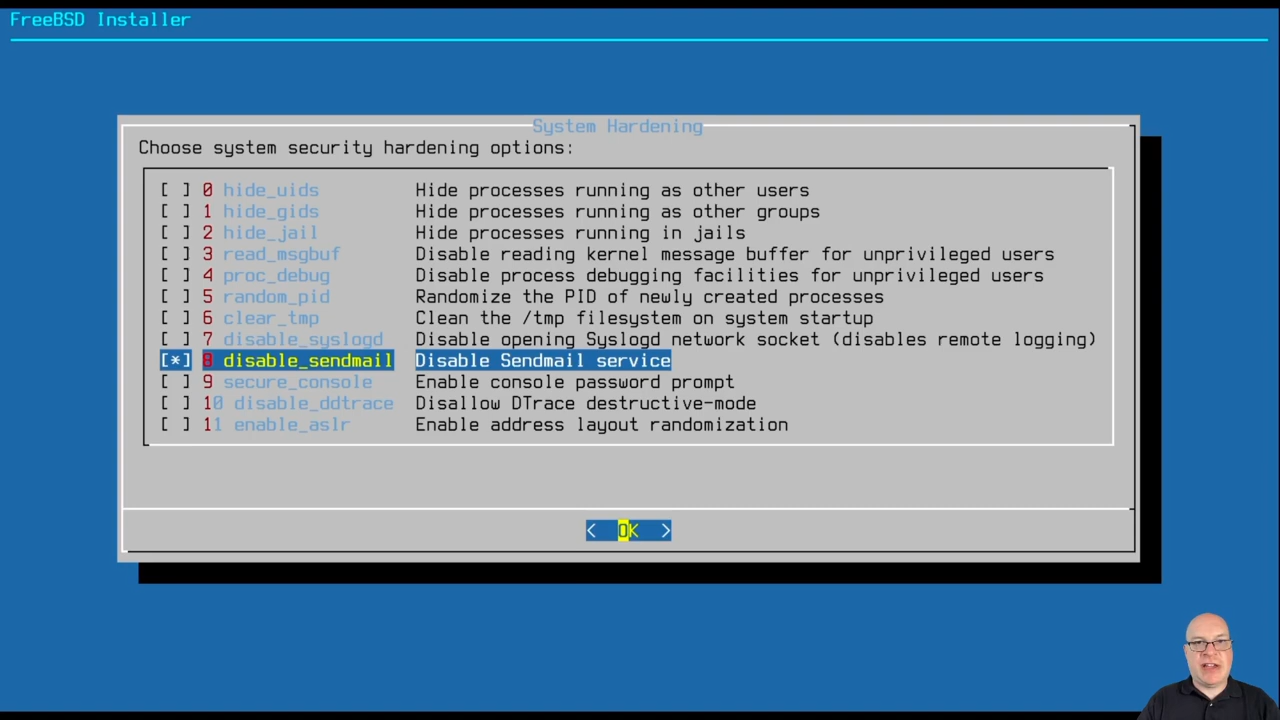 FreeBSD Installer
System Hardening
Choose system security hardening options:
[ ] 0 hide_uids Hide processes running as other users
[ ] 1 hide_gids Hide processes running as other groups
[ ] 2 hide_jail Hide processes running in jails
[ ] 3 read_msgbuf Disable reading kernel message buffer for unprivileged users
[ ] 4 proc_debug Disable process debugging facilities for unprivileged users
[ ] 5 random_pid Randomize the PID of newly created processes
[ ] 6 clear_tmp Clean the /tmp filesystem on system startup
[ ] 7 disable_syslogd Disable opening Syslogd network socket (disables remote logging)
[*] 8 disable_sendmail Disable Sendmail service
[ ] 9 secure_console Enable console password prompt
[ ] 10 disable_ddtrace Disallow DTrace destructive-mode
[ ] 11 enable_aslr Enable address layout randomization
< OK >